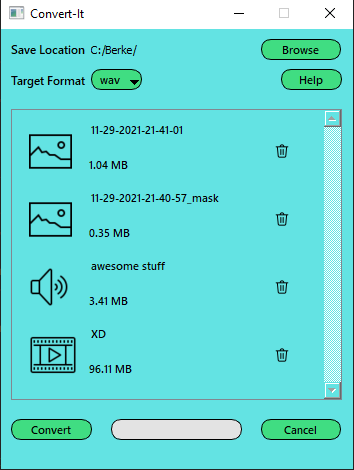 Convert-It
Save Location C:/Berke/ Browse
Target Format wav Help
11-29-2021-21-41-01
1.04 MB
11-29-2021-21-40-57_mask
0.35 MB
awesome stuff
3.41 MB
XD
96.11 MB
Convert Cancel